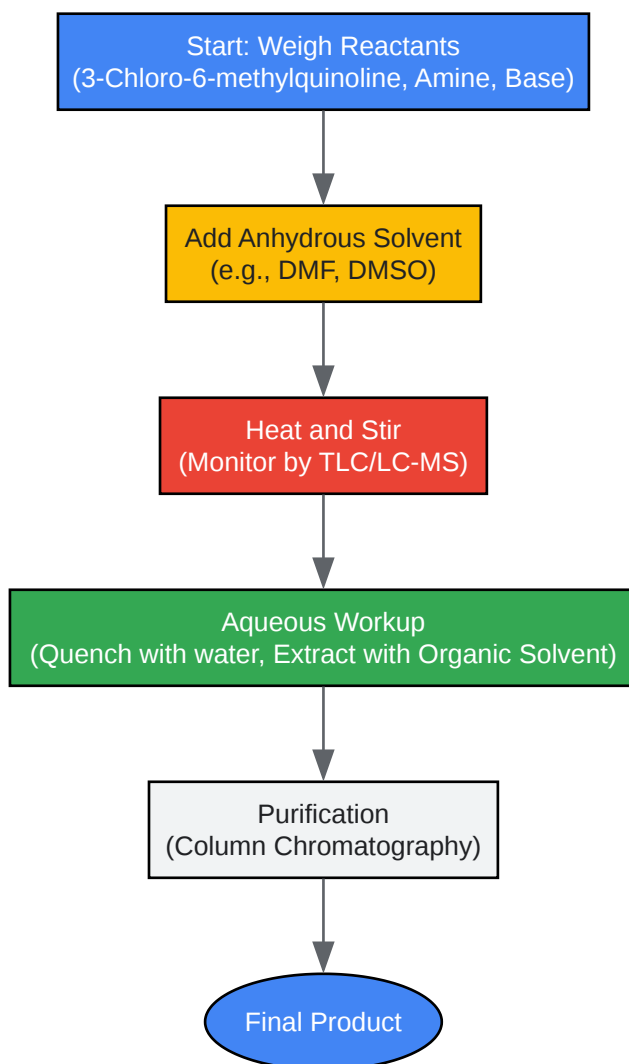 Start: Weigh Reactants
(3-Chloro-6-methylquinoline, Amine, Base)
Add Anhydrous Solvent
(e.g., DMF, DMSO)
Heat and Stir
(Monitor by TLC/LC-MS)
Aqueous Workup
(Quench with water, Extract with Organic Solvent)
Purification
(Column Chromatography)
Final Product